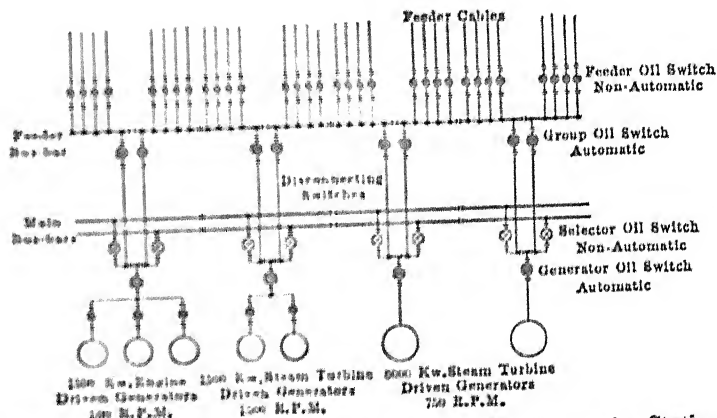 Feeder Cables
Feeder Oil Switch
Non-Automatic
Feeder
Bus-bar
Group Oil Switch
Automatic
Disconnecting
Switches
Main
Bus-bars
Selector Oil Switch
Non-Automatic
Generator Oil Switch
Automatic
Kw. Engine
Driven Generators
R.P.M.
Kw. Steam Turbine
Driven Generators
R.P.M.
Kw. Steam Turbine
Driven Generators
750 R.P.M.